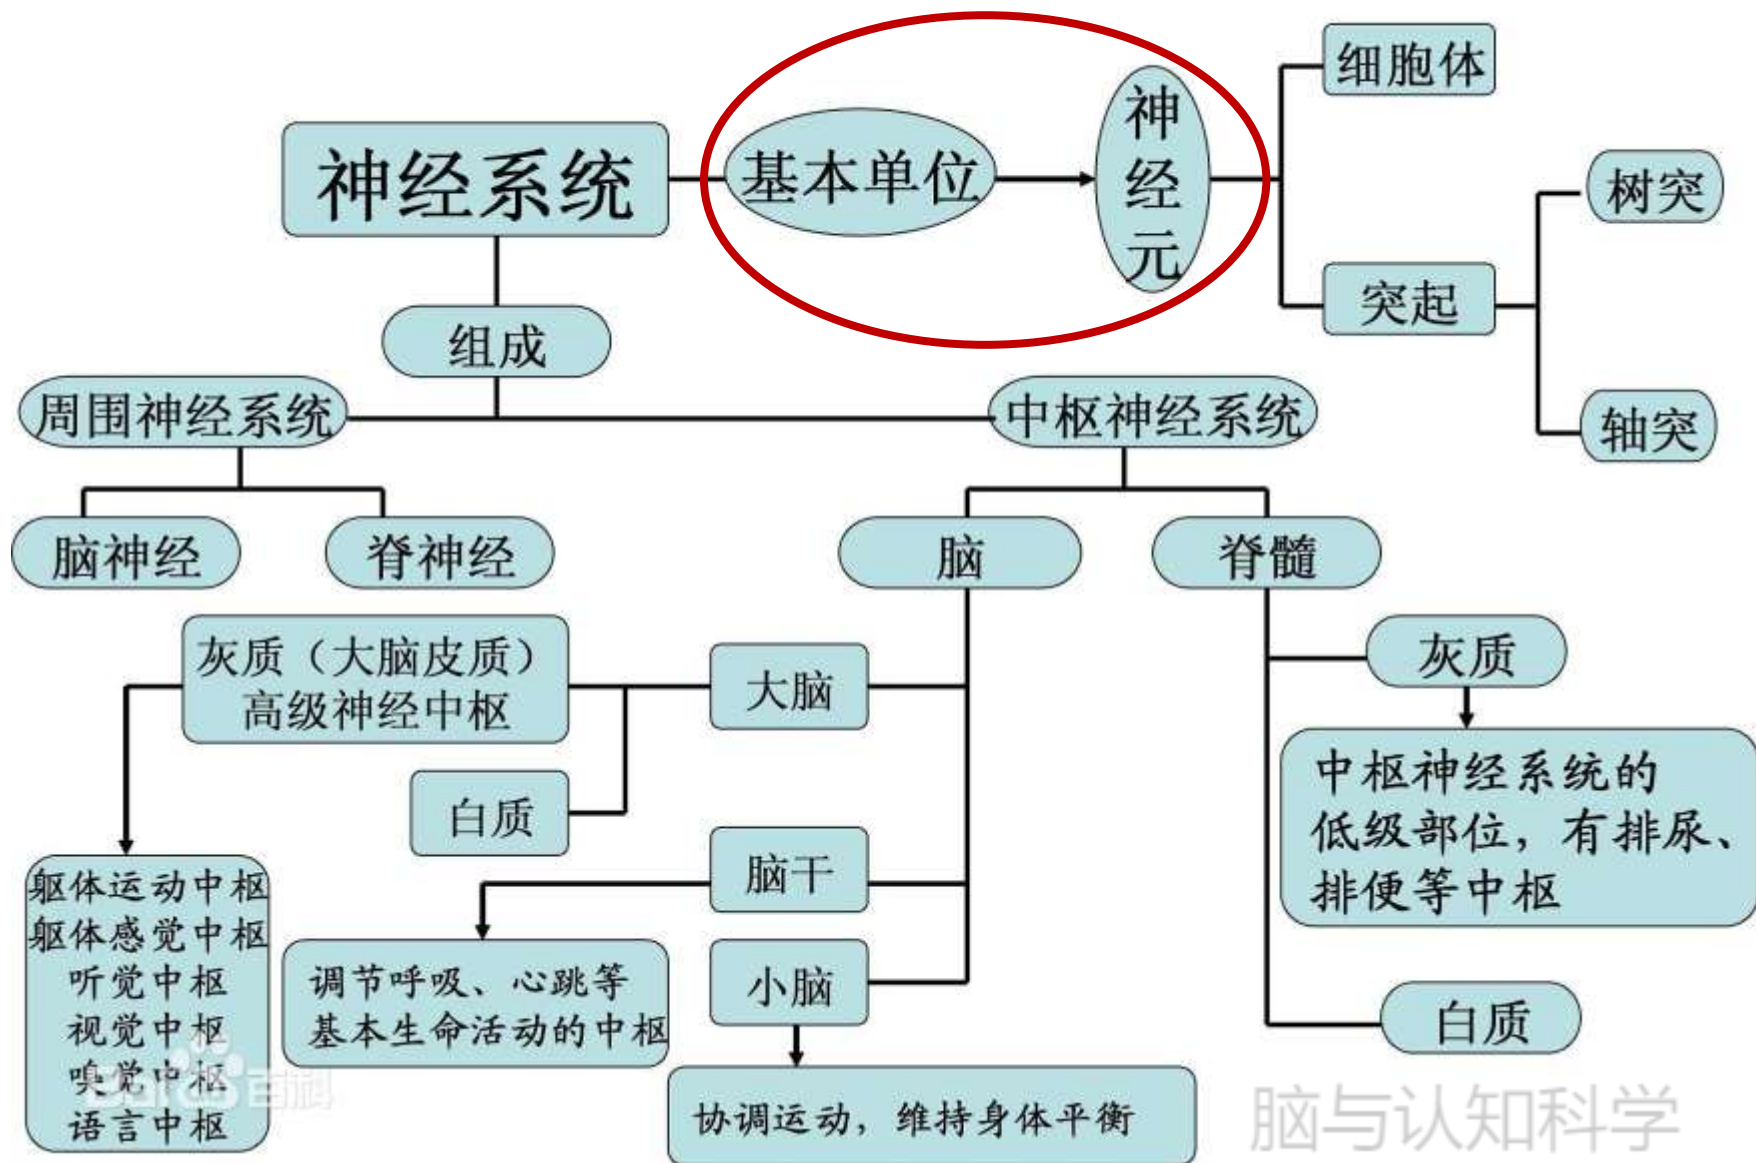 神经系统
基本单位
神经元
细胞体
突起
树突
轴突
组成
周围神经系统
中枢神经系统
脑神经
脊神经
脑
脊髓
灰质（大脑皮质）
高级神经中枢
大脑
白质
脑干
小脑
灰质
中枢神经系统的
低级部位，有排尿、
排便等中枢
白质
躯体运动中枢
躯体感觉中枢
听觉中枢
视觉中枢
嗅觉中枢
语言中枢
调节呼吸、心跳等
基本生命活动的中枢
协调运动，维持身体平衡
Bai 百科
脑与认知科学